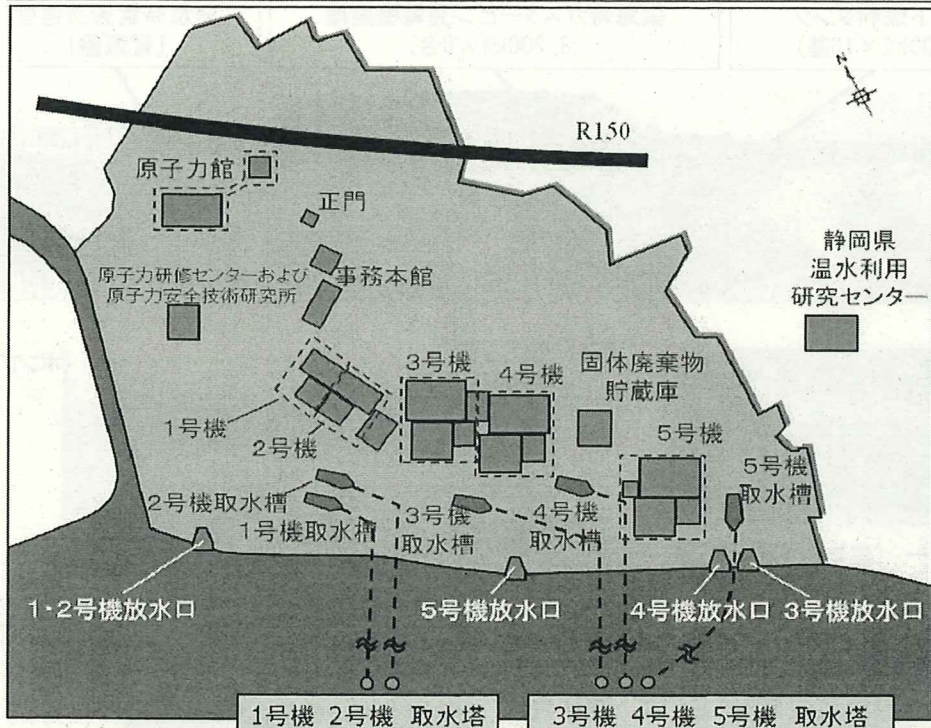 N
R150
原子力館
正門
静岡県
温水利用
研究センター
原子力研修センターおよび
原子力安全技術研究所
事務本館
3号機
4号機
固体廃棄物
貯蔵庫
1号機
2号機
5号機
5号機
取水槽
2号機取水槽
1号機取水槽
3号機
取水槽
4号機
取水槽
1・2号機放水口
5号機放水口
4号機放水口
3号機放水口
1号機 2号機 取水塔
3号機 4号機 5号機 取水塔